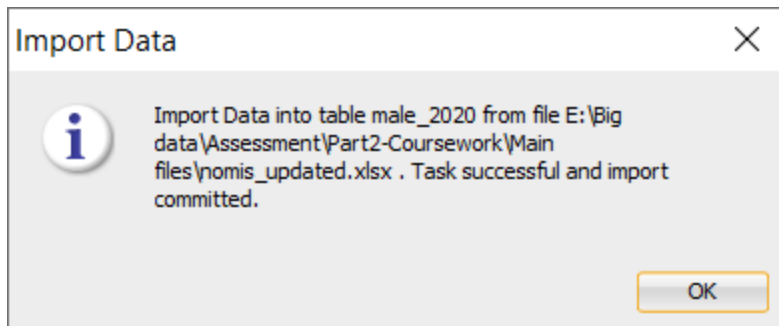 Import Data
Import Data into table male_2020 from file E:\Big
data\Assessment\Part2-Coursework\Main
files\nomis_updated.xlsx . Task successful and import
committed.
OK